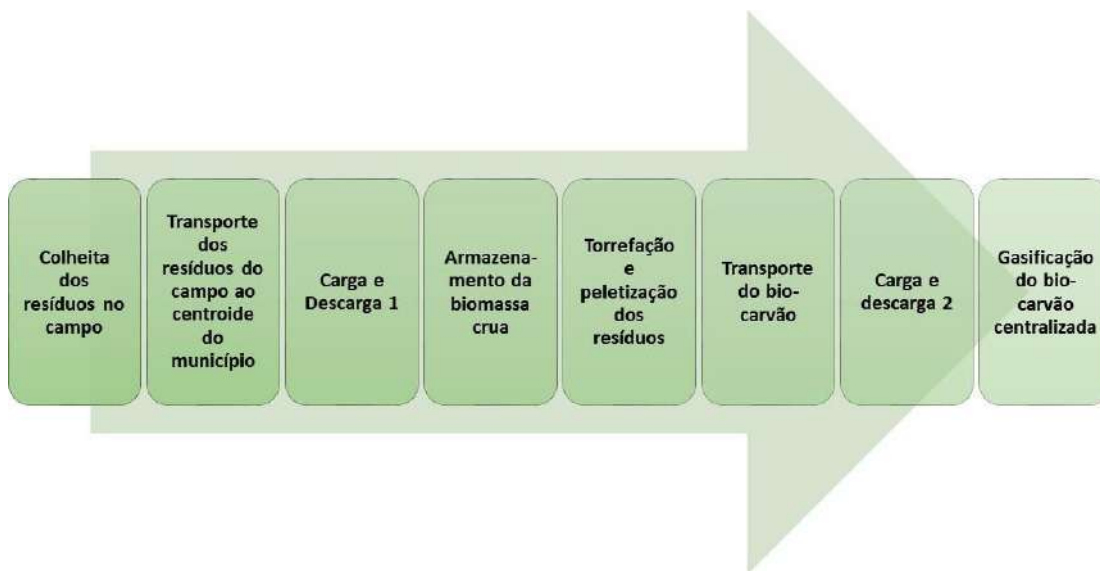 Colheita
dos
resíduos no
campo
Transporte
dos
resíduos do
campo ao
centroide
do
município
Carga e
Descarga 1
Armazena-
mento da
biomassa
crua
Torrefação
e
peletização
dos
resíduos
Transporte
do bio-
carvão
Carga e
descarga 2
Gasificação
do bio-
carvão
centralizada